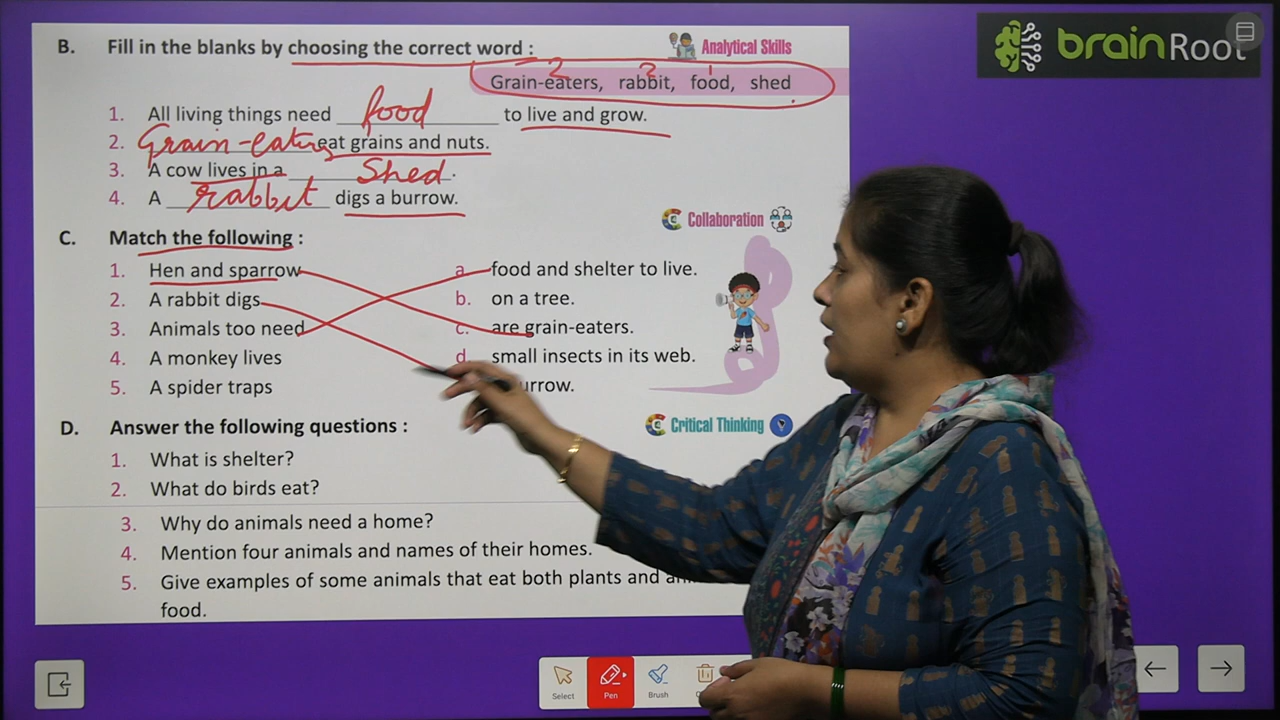 brainRoot
B. Fill in the blanks by choosing the correct word :
Analytical Skills
2 3 1
Grain-eaters, rabbit, food, shed
1. All living things need food to live and grow.
2. Grain-eaters eat grains and nuts.
3. A cow lives in a Shed.
4. A rabbit digs a burrow.
Collaboration
C. Match the following :
1. Hen and sparrow a. food and shelter to live.
2. A rabbit digs b. on a tree.
3. Animals too need c. are grain-eaters.
4. A monkey lives d. small insects in its web.
5. A spider traps urrow.
D. Answer the following questions :
Critical Thinking
1. What is shelter?
2. What do birds eat?
3. Why do animals need a home?
4. Mention four animals and names of their homes.
5. Give examples of some animals that eat both plants and
food.
Select Pen Brush